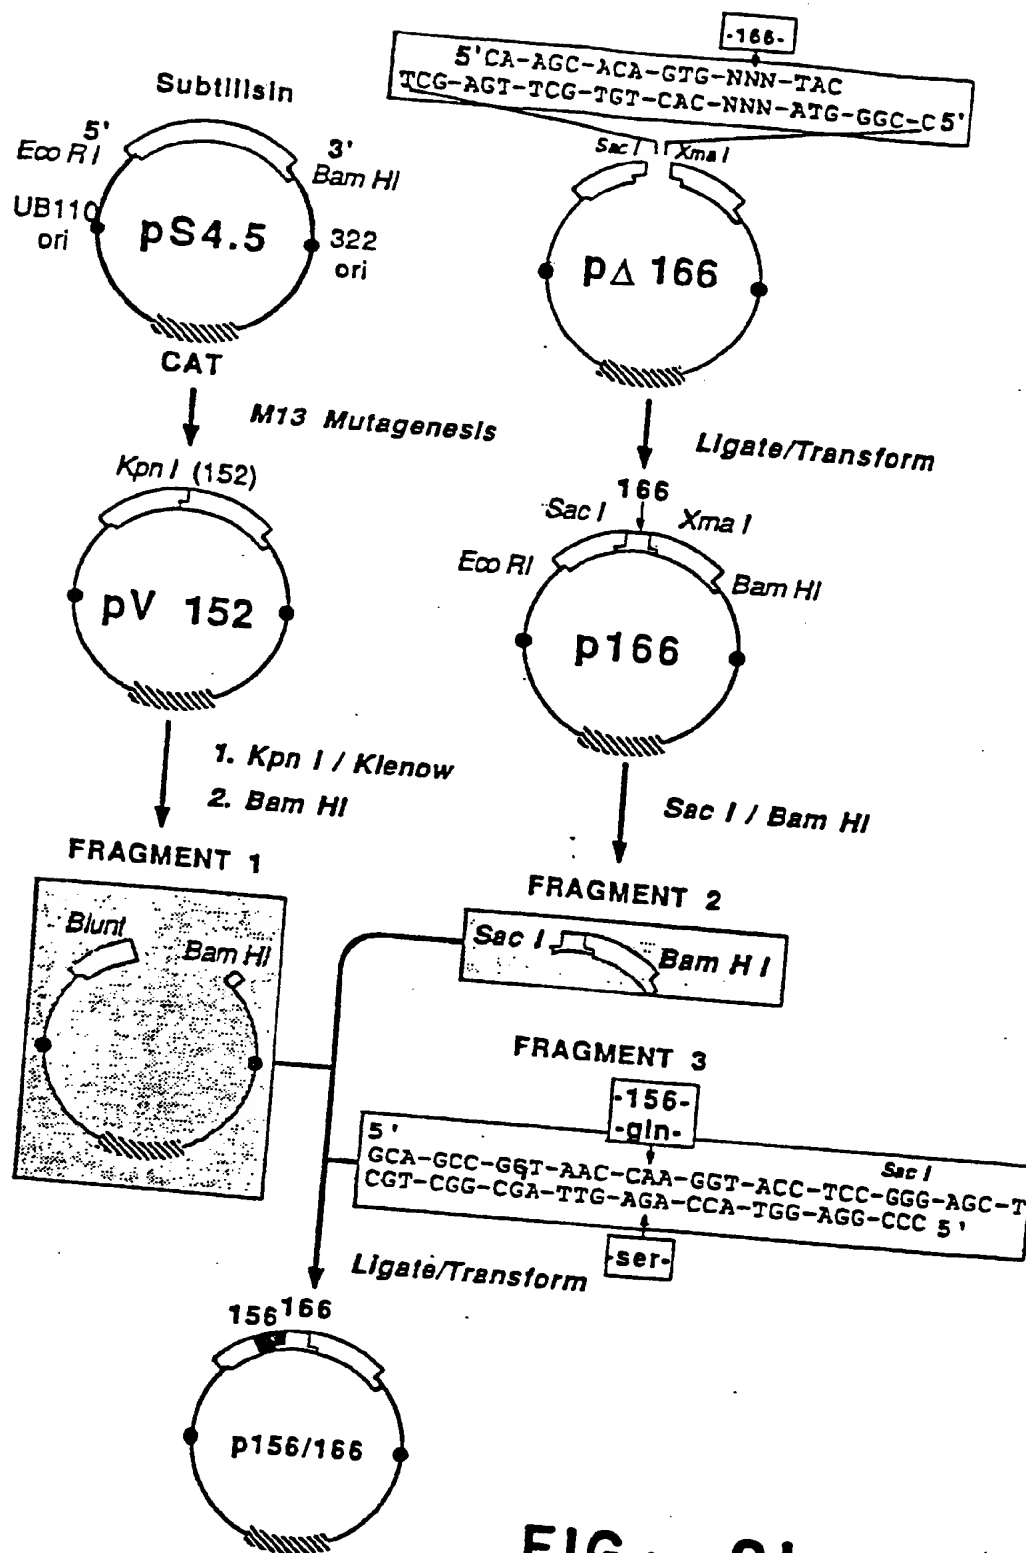 Subtilisin
5'
Eco RI
3'
Bam HI
UB110
ori
pS4.5
322
ori
CAT
M13 Mutagenesis
Kpn I (152)
pV 152
1. Kpn I / Klenow
2. Bam HI
FRAGMENT 1
Blunt
Bam HI
-166-
5'CA-AGC-ACA-GTG-NNN-TAC
TCG-AGT-TCG-TGT-CAC-NNN-ATG-GGC-C5'
Sac I
Xma I
pΔ 166
Ligate/Transform
166
Sac I
Xma I
Eco RI
Bam HI
p166
Sac I / Bam HI
FRAGMENT 2
Sac I
Bam H I
FRAGMENT 3
-156-
-gln-
5'
Sac I
GCA-GCC-GGT-AAC-CAA-GGT-ACC-TCC-GGG-AGC-T
CGT-CGG-CGA-TTG-AGA-CCA-TGG-AGG-CCC 5'
-ser-
Ligate/Transform
156 166
p156/166